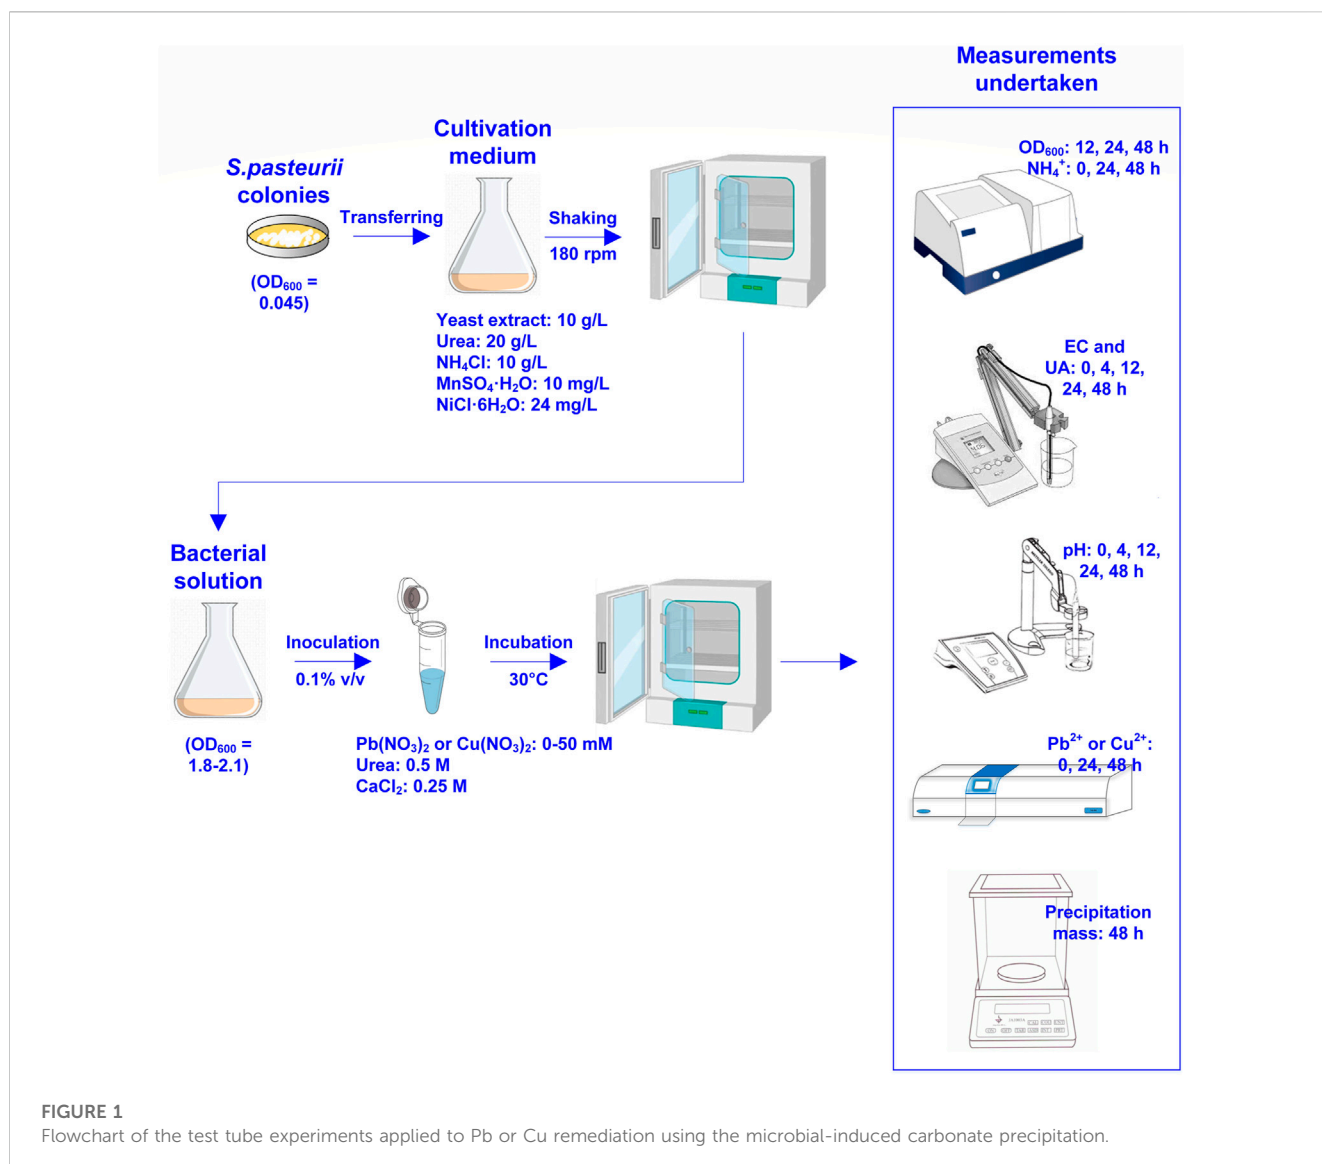 Measurements
undertaken
S.pasteurii
colonies
(OD₆₀₀ =
0.045)
Transferring
Cultivation
medium
Yeast extract: 10 g/L
Urea: 20 g/L
NH₄Cl: 10 g/L
MnSO₄·H₂O: 10 mg/L
NiCl·6H₂O: 24 mg/L
Shaking
180 rpm
Bacterial
solution
(OD₆₀₀ =
1.8-2.1)
Inoculation
0.1% v/v
Pb(NO₃)₂ or Cu(NO₃)₂: 0-50 mM
Urea: 0.5 M
CaCl₂: 0.25 M
Incubation
30°C
OD₆₀₀: 12, 24, 48 h
NH₄⁺: 0, 24, 48 h
EC and
UA: 0, 4, 12,
24, 48 h
pH: 0, 4, 12,
24, 48 h
Pb²⁺ or Cu²⁺:
0, 24, 48 h
Precipitation
mass: 48 h
FIGURE 1
Flowchart of the test tube experiments applied to Pb or Cu remediation using the microbial-induced carbonate precipitation.